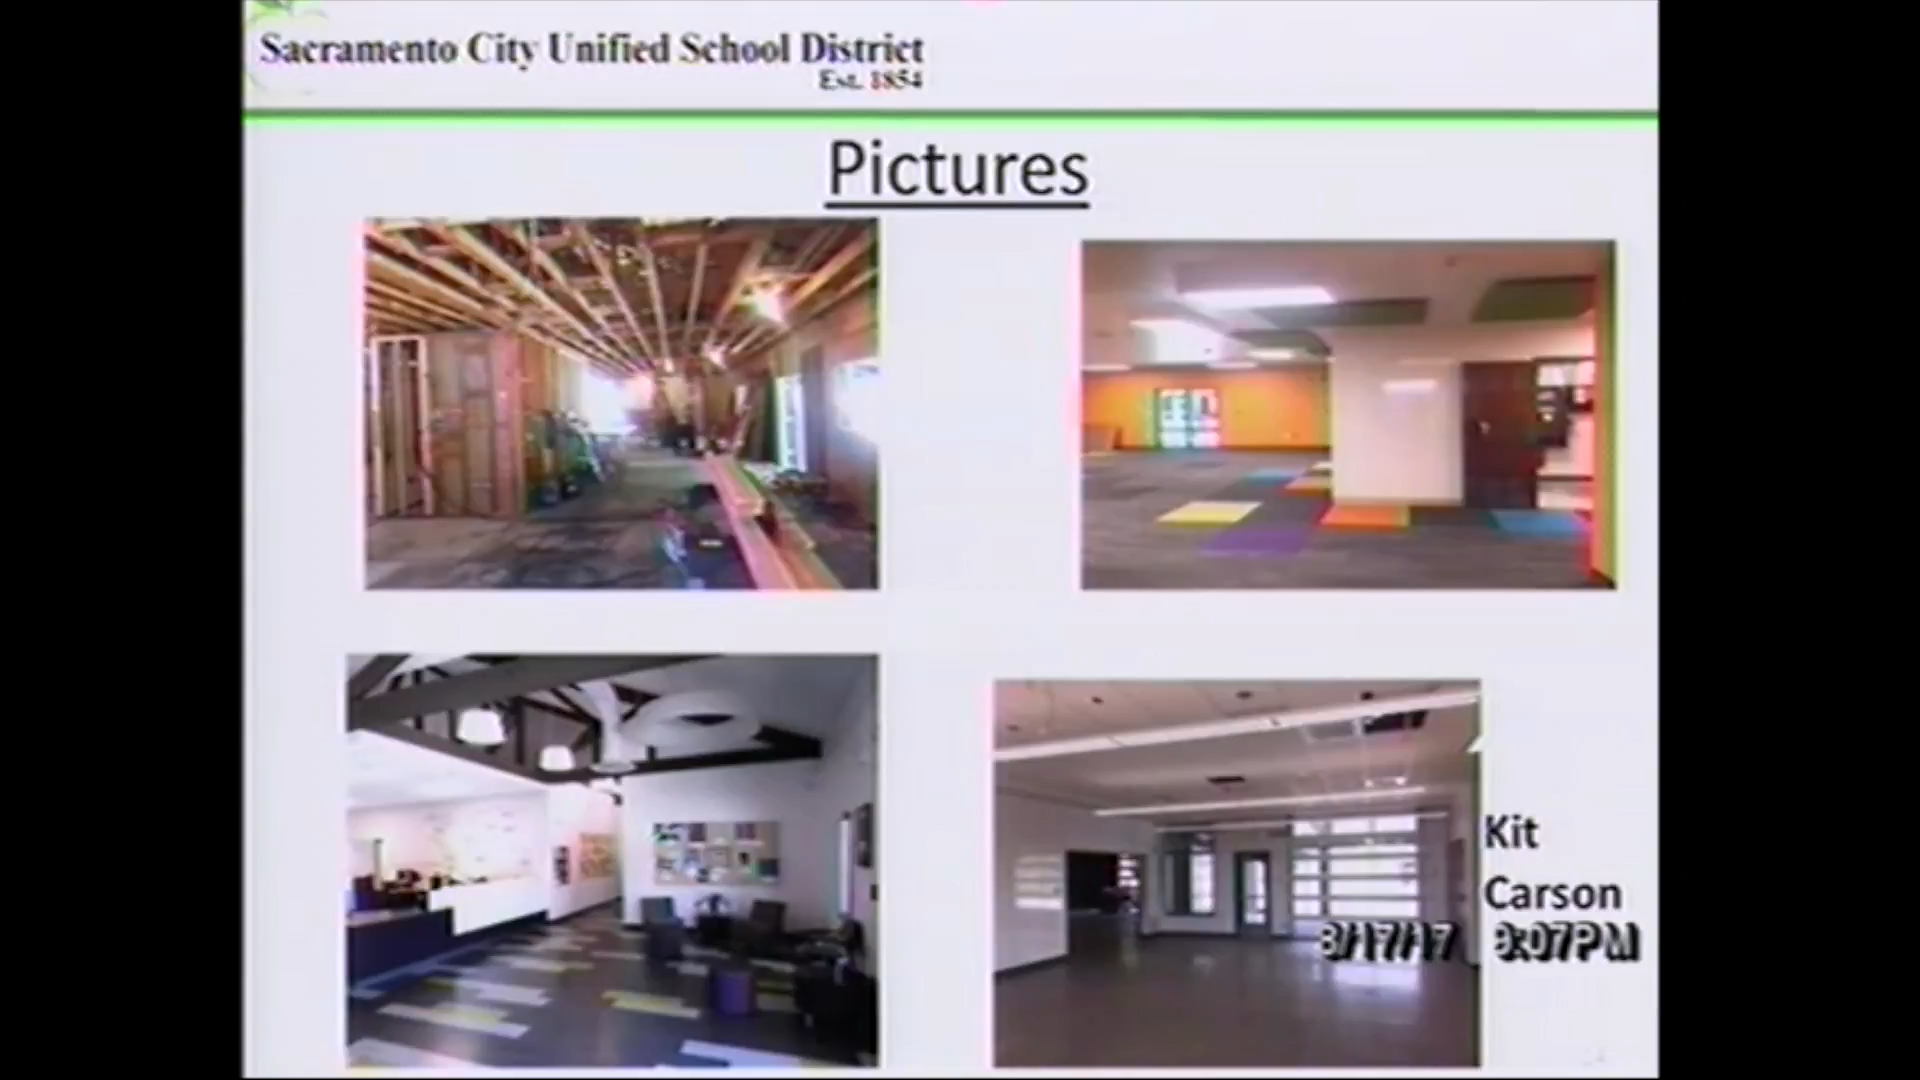 Sacramento City Unified School District
Est. 1854
Pictures
Kit
Carson
8/17/17 9:07PM